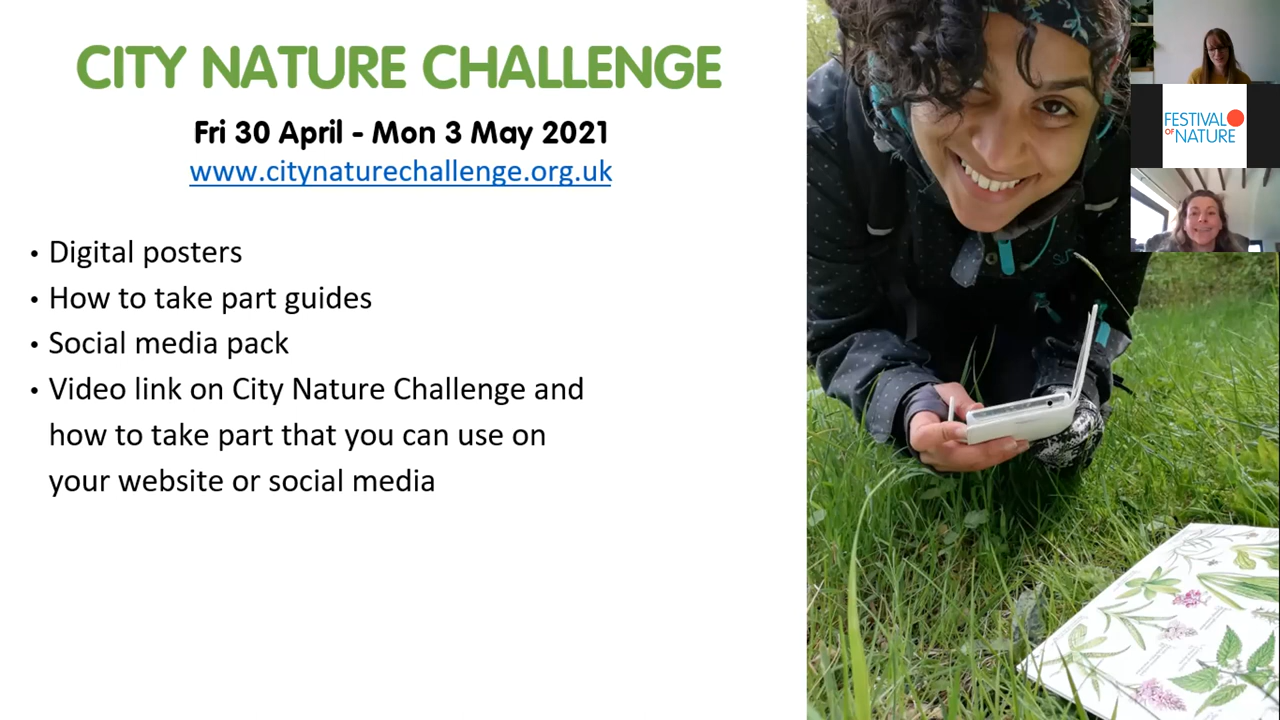 CITY NATURE CHALLENGE
Fri 30 April - Mon 3 May 2021
www.citynaturechallenge.org.uk
• Digital posters
• How to take part guides
• Social media pack
• Video link on City Nature Challenge and
how to take part that you can use on
your website or social media
FESTIVAL
OF NATURE